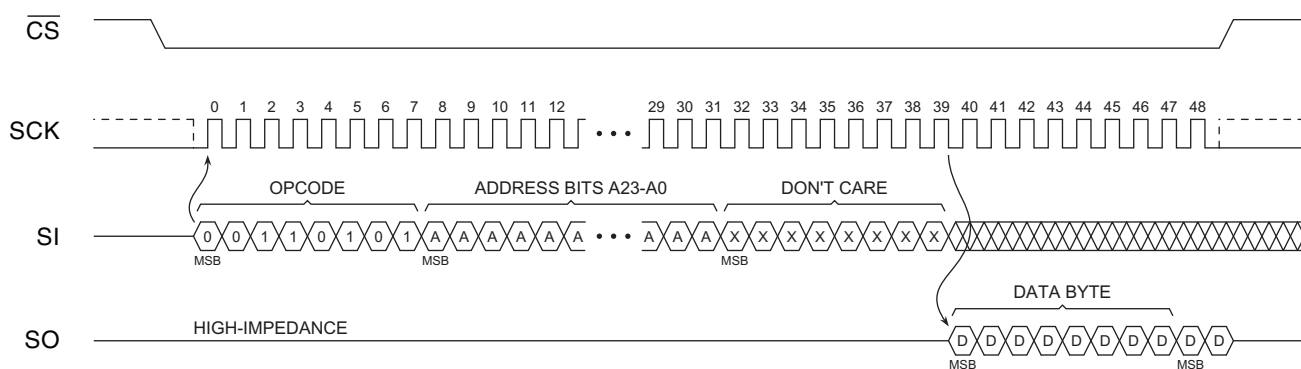 CS
0 1 2 3 4 5 6 7 8 9 10 11 12 29 30 31 32 33 34 35 36 37 38 39 40 41 42 43 44 45 46 47 48
SCK
OPCODE ADDRESS BITS A23-A0 DON'T CARE
SI 0 0 1 1 0 1 0 1 A A A A A A A A A X X X X X X X X
MSB MSB MSB
DATA BYTE
HIGH-IMPEDANCE
SO D D D D D D D D D D
MSB MSB